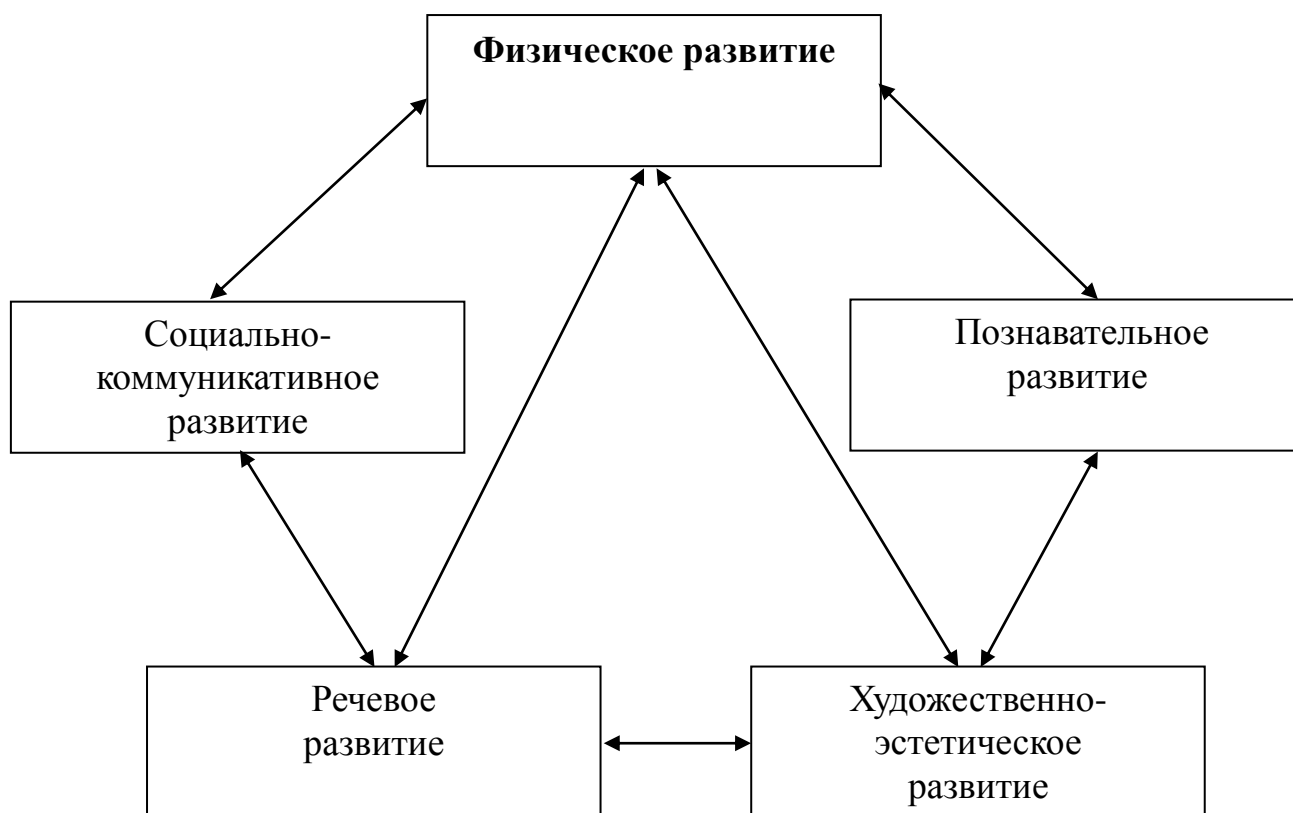 Физическое развитие
Социально-
коммуникативное
развитие
Познавательное
развитие
Речевое
развитие
Художественно-
эстетическое
развитие